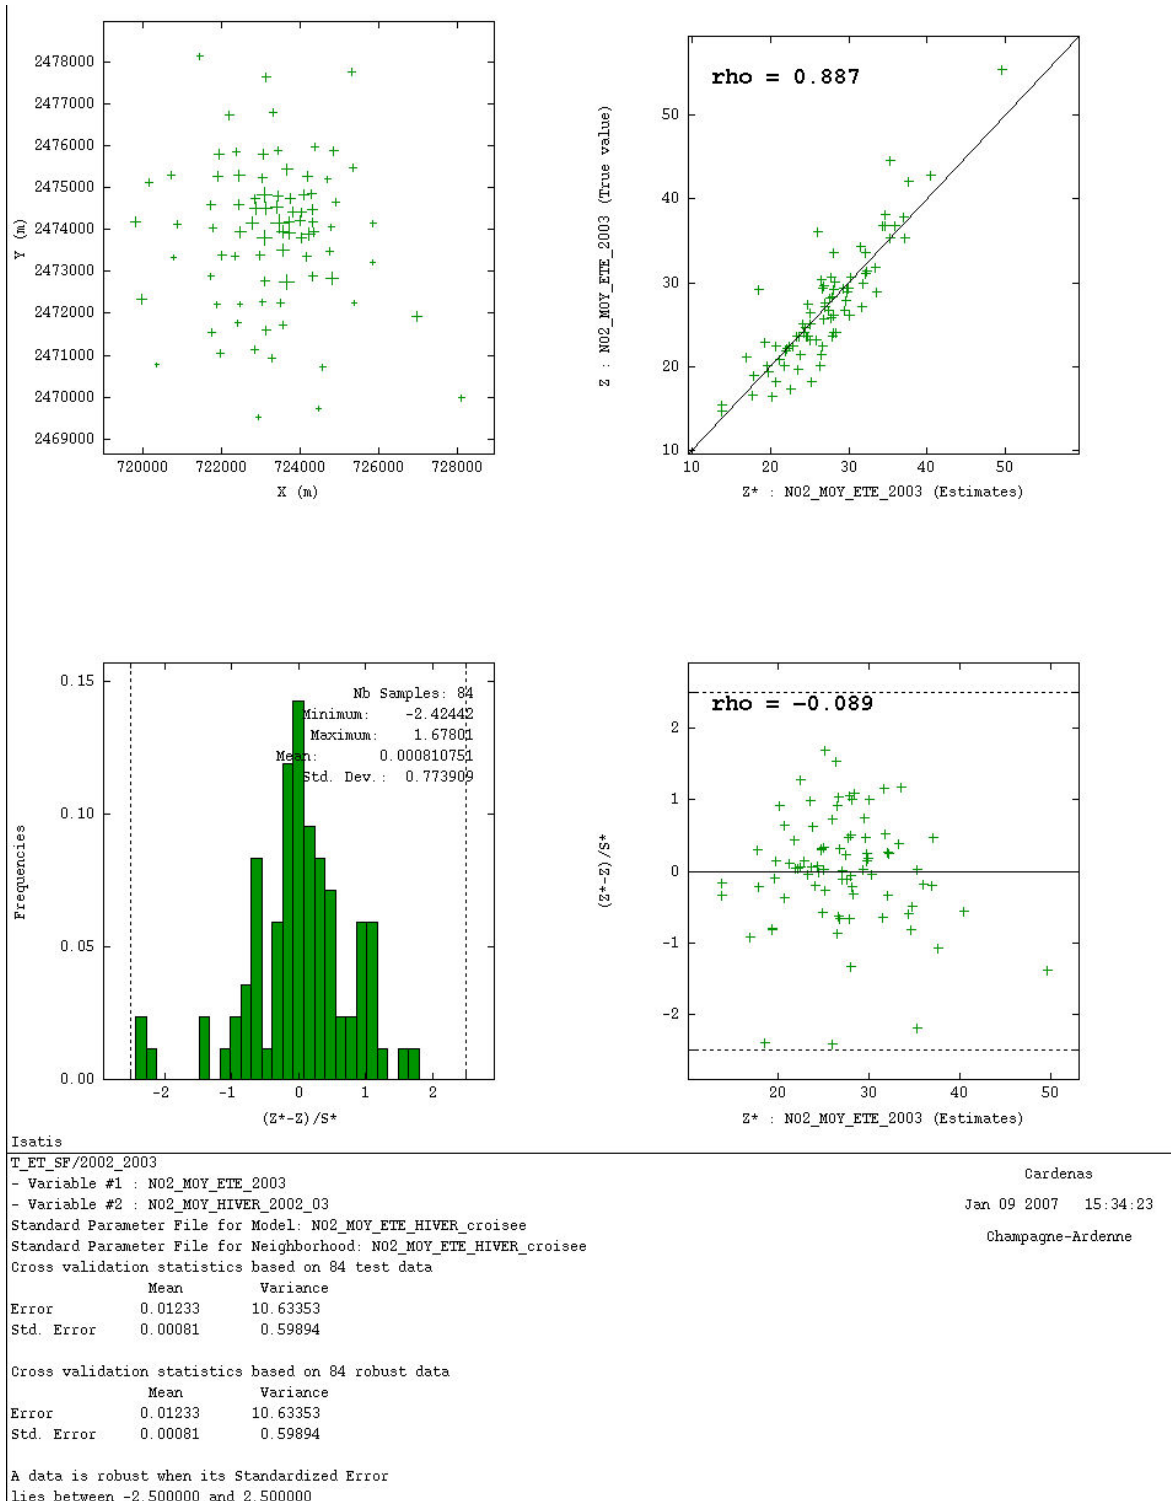 2478000
2477000
2476000
2475000
2474000
2473000
2472000
2471000
2470000
2469000
Y (m)
720000 722000 724000 726000 728000
X (m)
rho = 0.887
50
40
30
20
10
Z : NO2_MOY_ETE_2003 (True value)
10 20 30 40 50
Z* : NO2_MOY_ETE_2003 (Estimates)
0.15
0.10
0.05
0.00
Frequencies
Nb Samples: 84
Minimum: -2.42442
Maximum: 1.67801
Mean: 0.000810751
Std. Dev.: 0.773909
-2 -1 0 1 2
(Z*-Z)/S*
rho = -0.089
2
1
0
-1
-2
(Z*-Z)/S*
20 30 40 50
Z* : NO2_MOY_ETE_2003 (Estimates)
Isatis
T_ET_SF/2002_2003
- Variable #1 : NO2_MOY_ETE_2003
- Variable #2 : NO2_MOY_HIVER_2002_03
Standard Parameter File for Model: NO2_MOY_ETE_HIVER_croisee
Standard Parameter File for Neighborhood: NO2_MOY_ETE_HIVER_croisee
Cross validation statistics based on 84 test data
Mean Variance
Error 0.01233 10.63353
Std. Error 0.00081 0.59894
Cross validation statistics based on 84 robust data
Mean Variance
Error 0.01233 10.63353
Std. Error 0.00081 0.59894
A data is robust when its Standardized Error
lies between -2.500000 and 2.500000
Cardenas
Jan 09 2007 15:34:23
Champagne-Ardenne